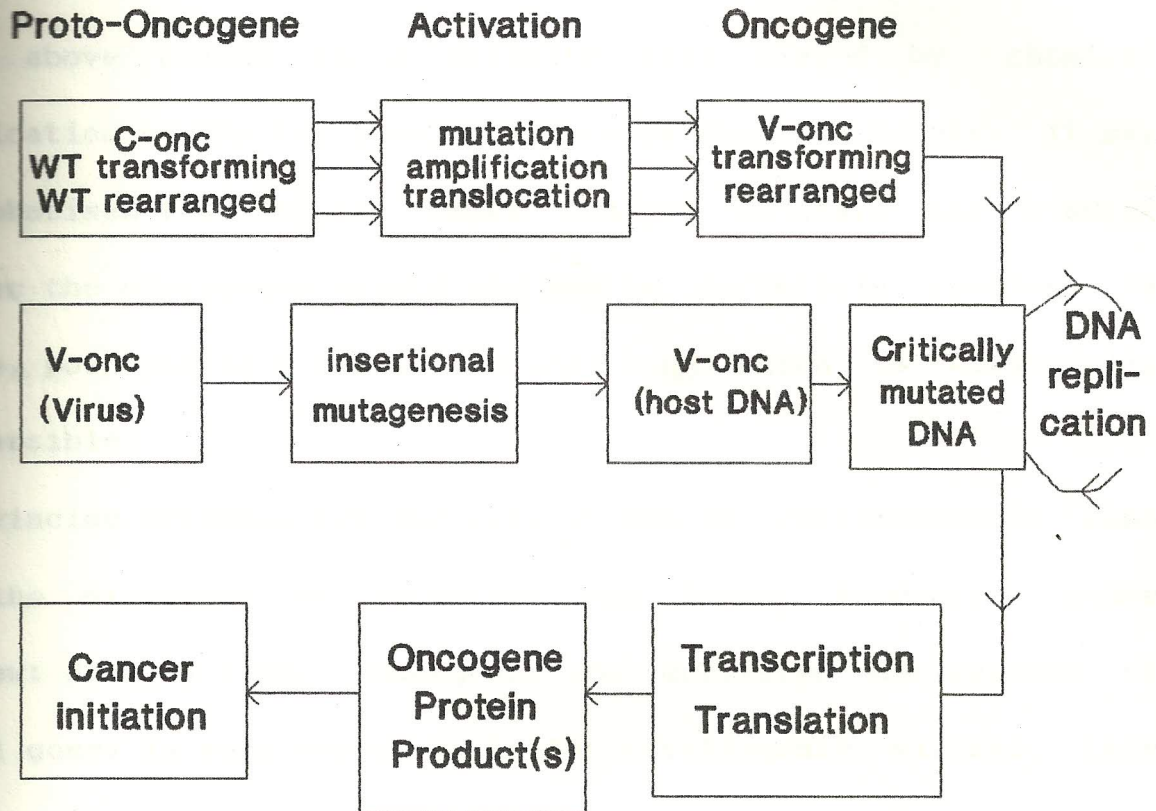 Proto-Oncogene Activation Oncogene
C-onc
WT transforming
WT rearranged
mutation
amplification
translocation
V-onc
transforming
rearranged
V-onc
(Virus)
insertional
mutagenesis
V-onc
(host DNA)
Critically
mutated
DNA
DNA
repli-
cation
Transcription
Translation
Oncogene
Protein
Product(s)
Cancer
initiation